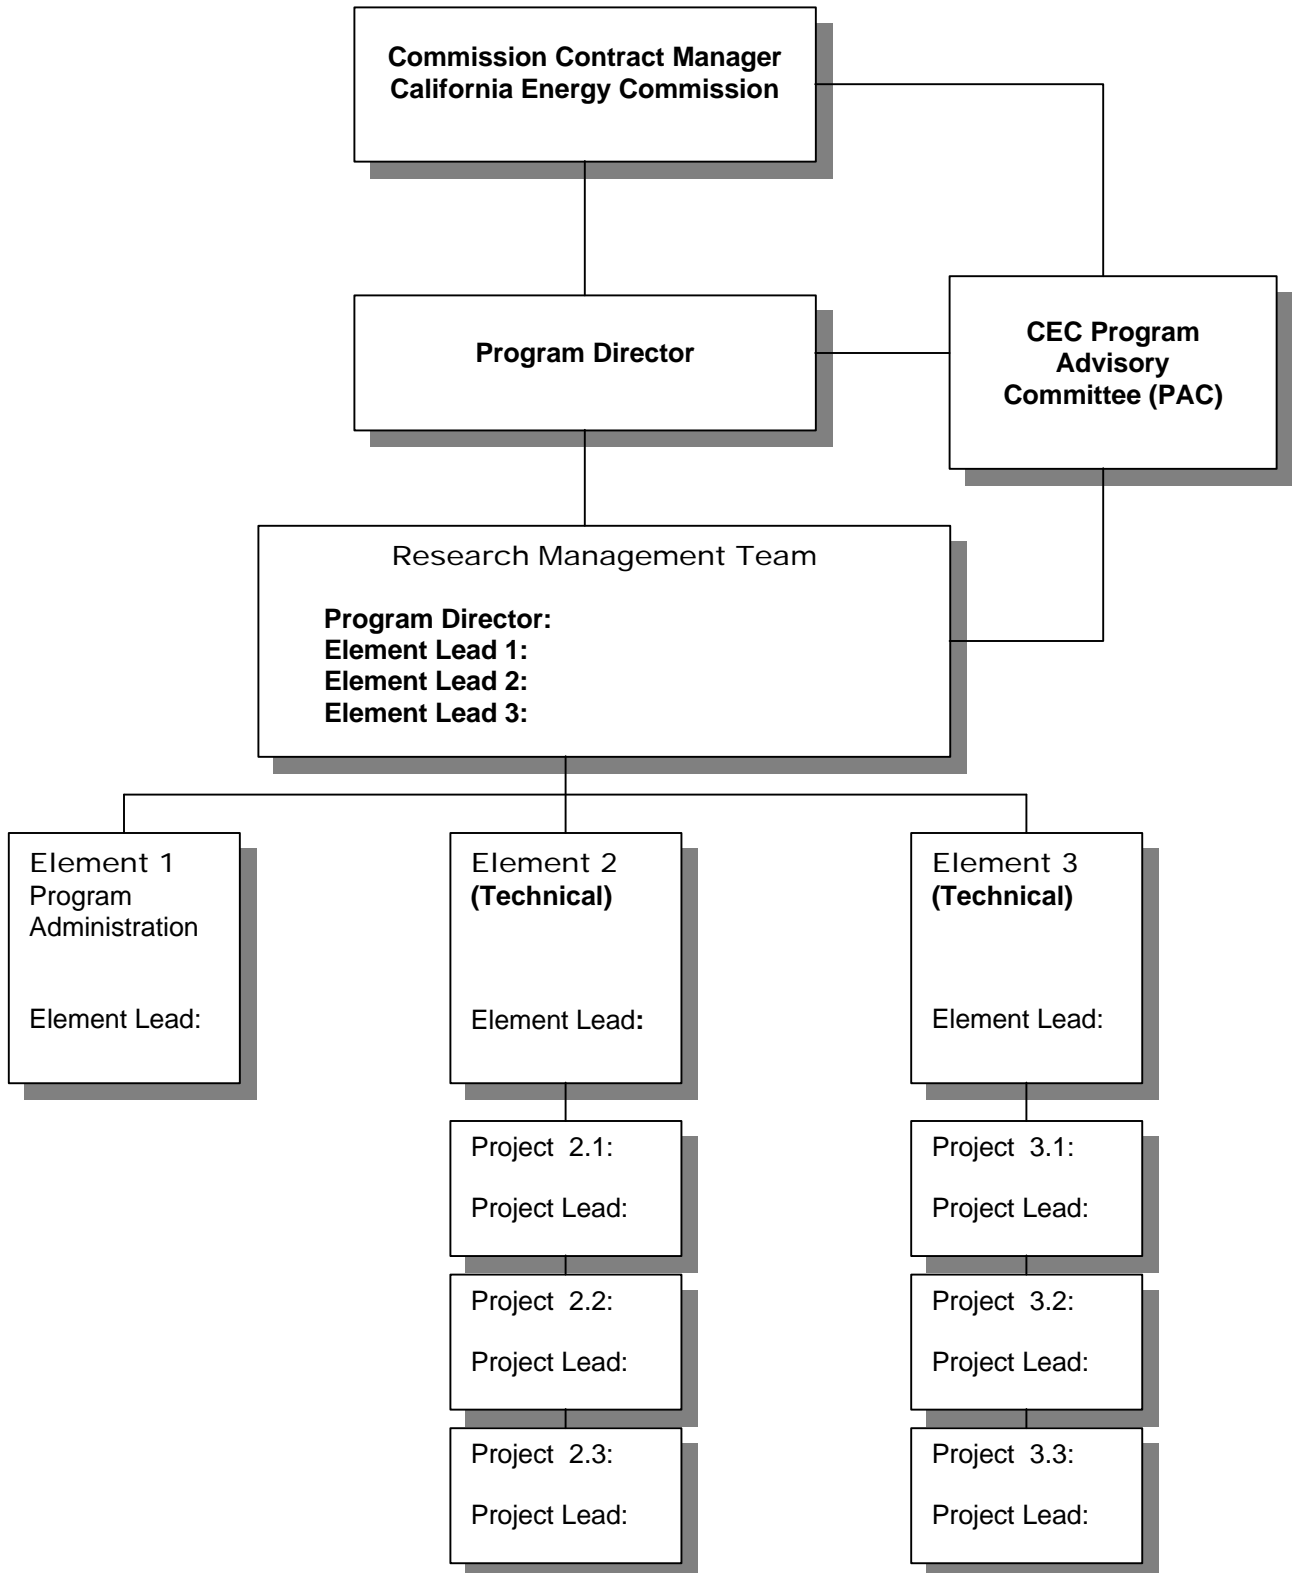 Commission Contract Manager
California Energy Commission
Program Director
CEC Program
Advisory
Committee (PAC)
Research Management Team
Program Director:
Element Lead 1:
Element Lead 2:
Element Lead 3:
Element 1
Program
Administration
Element Lead:
Element 2
(Technical)
Element Lead:
Element 3
(Technical)
Element Lead:
Project 2.1:
Project Lead:
Project 2.2:
Project Lead:
Project 2.3:
Project Lead:
Project 3.1:
Project Lead:
Project 3.2:
Project Lead:
Project 3.3:
Project Lead: